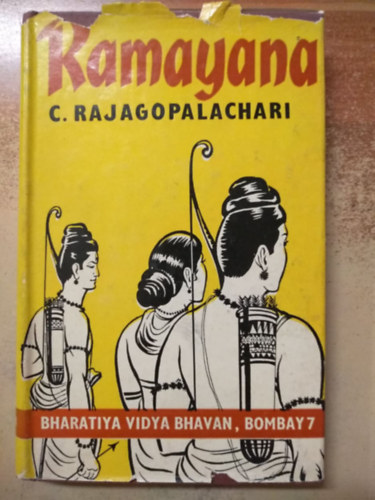 Ramayana
C. RAJAGOPALACHARI
BHARATIYA VIDYA BHAVAN, BOMBAY 7